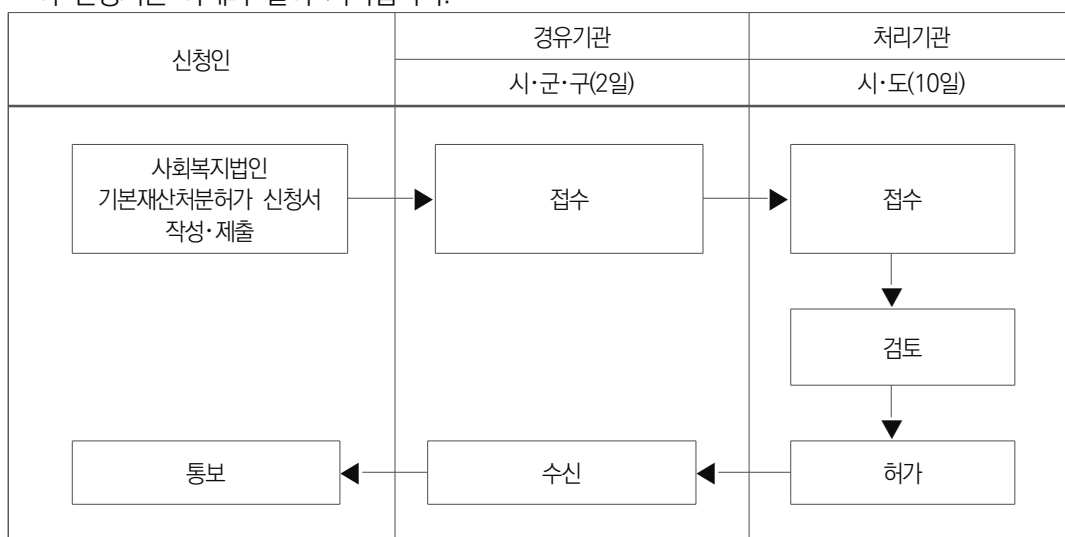 신청인
경유기관
처리기관
시·군·구(2일)
시·도(10일)
사회복지법인
기본재산처분허가 신청서
작성·제출
접수
접수
검토
통보
수신
허가